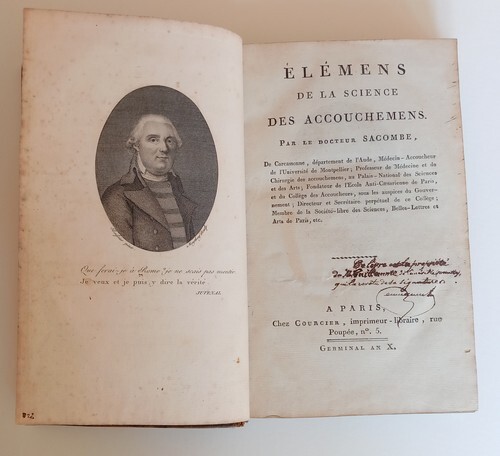 Que ferai-je à Rome? je ne sais pas mentir
Je veux et je puis y dire la vérité
JUVENAL
ÉLÉMENS
DE LA SCIENCE
DES ACCOUCHEMENS.
PAR LE DOCTEUR SACOMBE,
De Carcassonne, département de l'Aude, Médecin-Accoucheur
de l'Université de Montpellier; Professeur de Médecine et de
Chirurgie des accouchemens, au Palais-National des Sciences
et des Arts; Fondateur de l'École Anti-Césarienne de Paris,
et du Collége des Accoucheurs, sous les auspices du Gouver-
nement; Directeur et Secrétaire perpétuel de ce Collége;
Membre de la Société-libre des Sciences, Belles-Lettres et
Arts de Paris, etc.
A PARIS,
Chez COURCIER, imprimeur-libraire, rue
Poupée, nº. 5.
GERMINAL AN X.